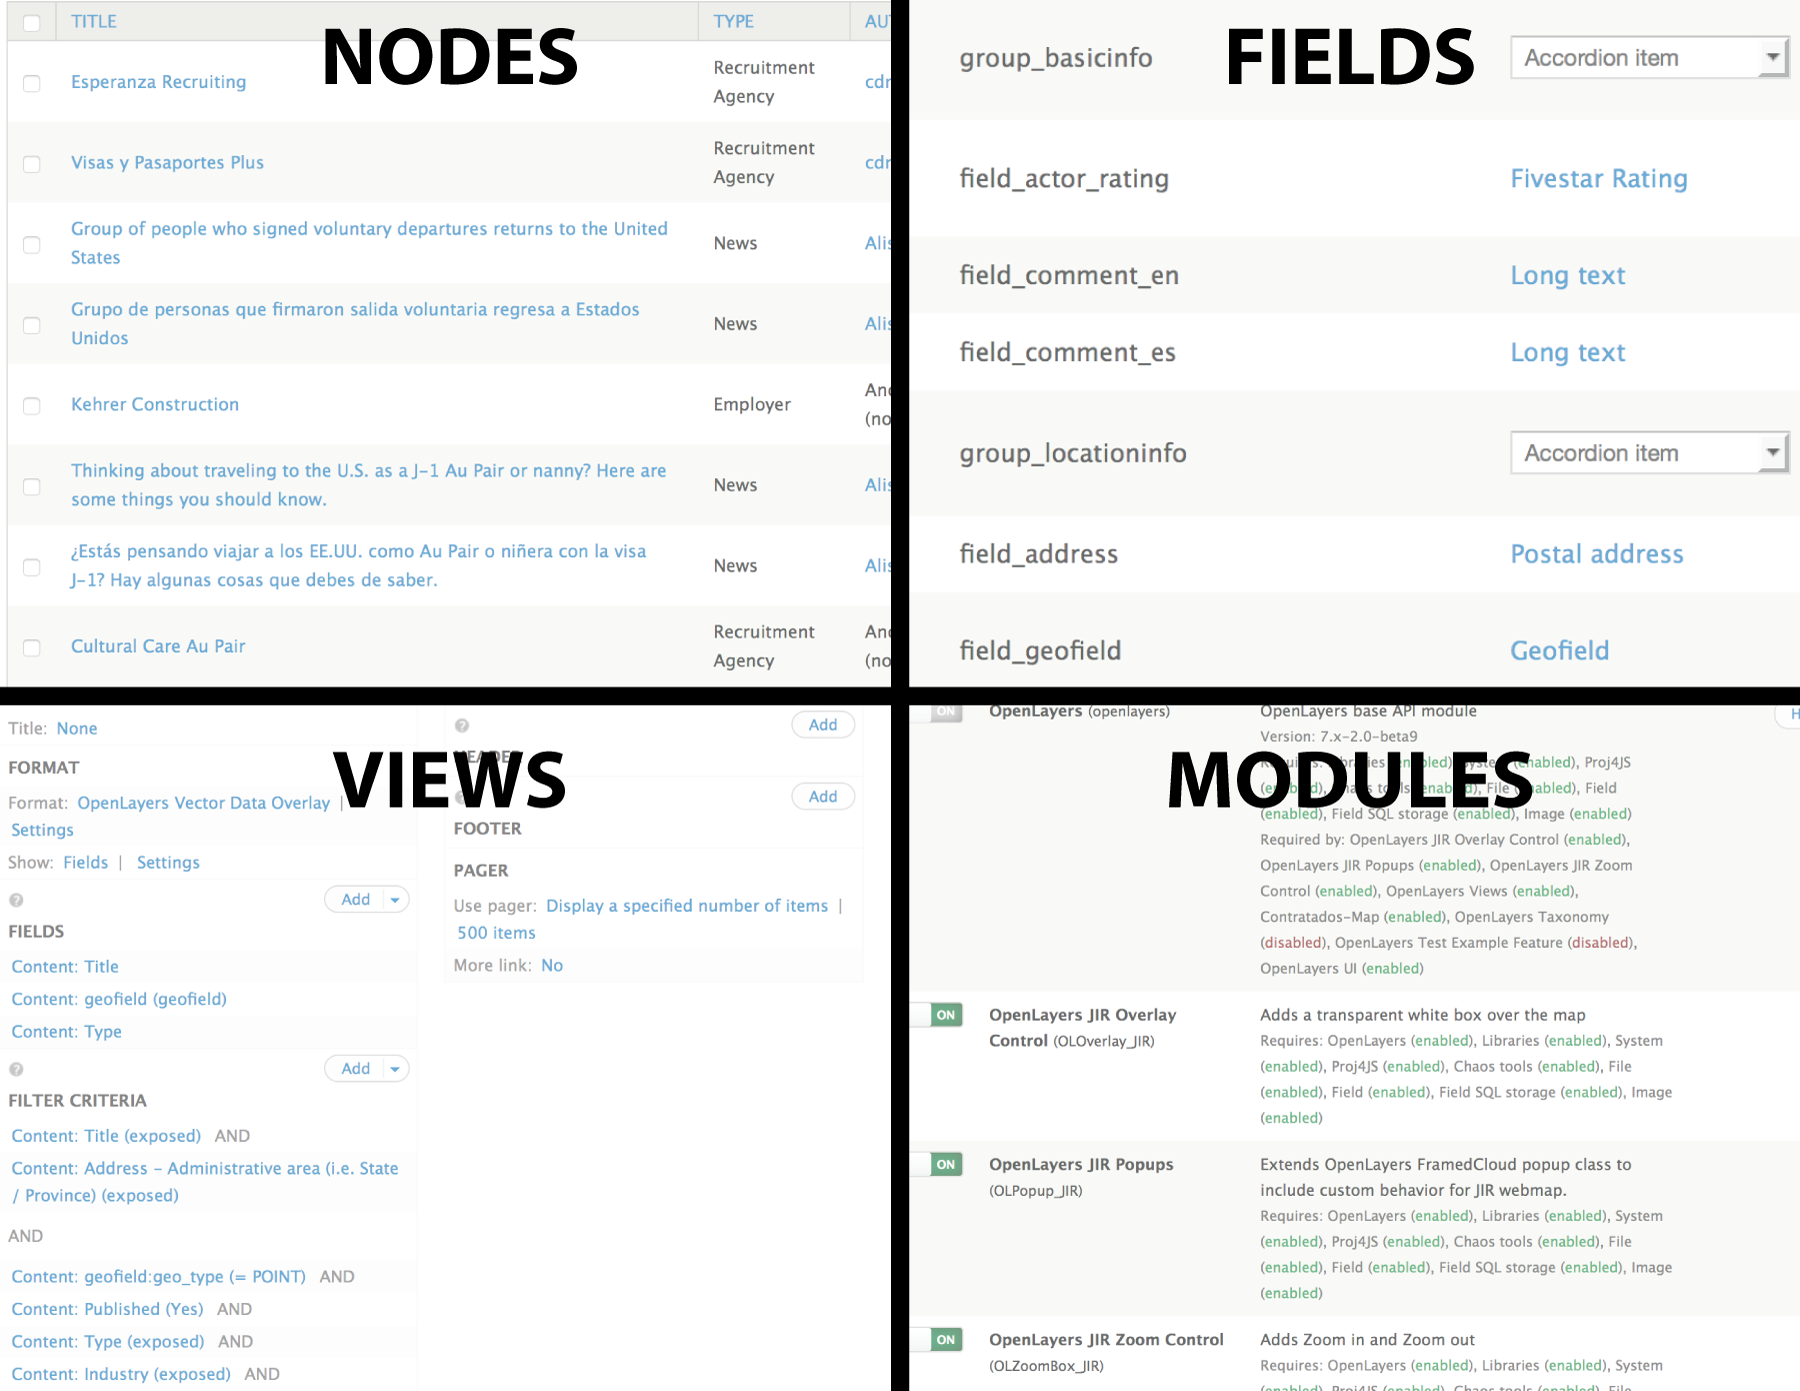 NODES
TITLE
TYPE
Esperanza Recruiting
Recruitment
Agency
Visas y Pasaportes Plus
Recruitment
Agency
Group of people who signed voluntary departures returns to the United
States
News
Grupo de personas que firmaron salida voluntaria regresa a Estados
Unidos
News
Kehrer Construction
Employer
Thinking about traveling to the U.S. as a J-1 Au Pair or nanny? Here are
some things you should know.
News
¿Estás pensando viajar a los EE.UU. como Au Pair o niñera con la visa
J-1? Hay algunas cosas que debes de saber.
News
Cultural Care Au Pair
Recruitment
Agency
FIELDS
group_basicinfo Accordion item
field_actor_rating Fivestar Rating
field_comment_en Long text
field_comment_es Long text
group_locationinfo Accordion item
field_address Postal address
field_geofield Geofield
VIEWS
Title: None
FORMAT
Format: OpenLayers Vector Data Overlay |
Settings
Show: Fields | Settings
Add
FIELDS
Content: Title
Content: geofield (geofield)
Content: Type
Add
FILTER CRITERIA
Content: Title (exposed) AND
Content: Address – Administrative area (i.e. State
/ Province) (exposed)
AND
Content: geofield:geo_type (= POINT) AND
Content: Published (Yes) AND
Content: Type (exposed) AND
Content: Industry (exposed) AND
Add
HEADER
Add
FOOTER
PAGER
Use pager: Display a specified number of items |
500 items
More link: No
MODULES
ON OpenLayers (openlayers)
OpenLayers base API module
Version: 7.x-2.0-beta9
(enabled), Proj4JS
File Field
(enabled), Field SQL storage (enabled), Image (enabled)
Required by: OpenLayers JIR Overlay Control (enabled),
OpenLayers JIR Popups (enabled), OpenLayers JIR Zoom
Control (enabled), OpenLayers Views (enabled),
Contratados-Map (enabled), OpenLayers Taxonomy
(disabled), OpenLayers Test Example Feature (disabled),
OpenLayers UI (enabled)
ON OpenLayers JIR Overlay
Control (OLOverlay_JIR)
Adds a transparent white box over the map
Requires: OpenLayers (enabled), Libraries (enabled), System
(enabled), Proj4JS (enabled), Chaos tools (enabled), File
(enabled), Field (enabled), Field SQL storage (enabled), Image
(enabled)
ON OpenLayers JIR Popups
(OLPopup_JIR)
Extends OpenLayers FramedCloud popup class to
include custom behavior for JIR webmap.
Requires: OpenLayers (enabled), Libraries (enabled), System
(enabled), Proj4JS (enabled), Chaos tools (enabled), File
(enabled), Field (enabled), Field SQL storage (enabled), Image
(enabled)
ON OpenLayers JIR Zoom Control
(OLZoomBox_JIR)
Adds Zoom in and Zoom out
Requires: OpenLayers (enabled), Libraries (enabled), System
(enabled), Proj4JS (enabled), Chaos tools (enabled), File